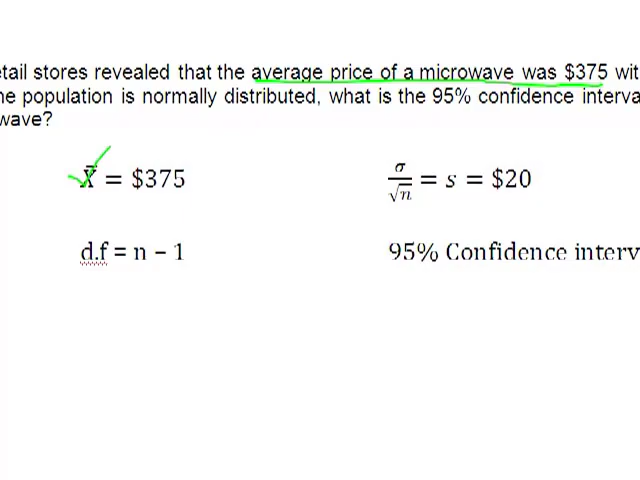 etail stores revealed that the average price of a microwave was $375 wit
he population is normally distributed, what is the 95% confidence interva
wave?
X̄ = $375
σ/√n = s = $20
d.f = n − 1
95% Confidence interv